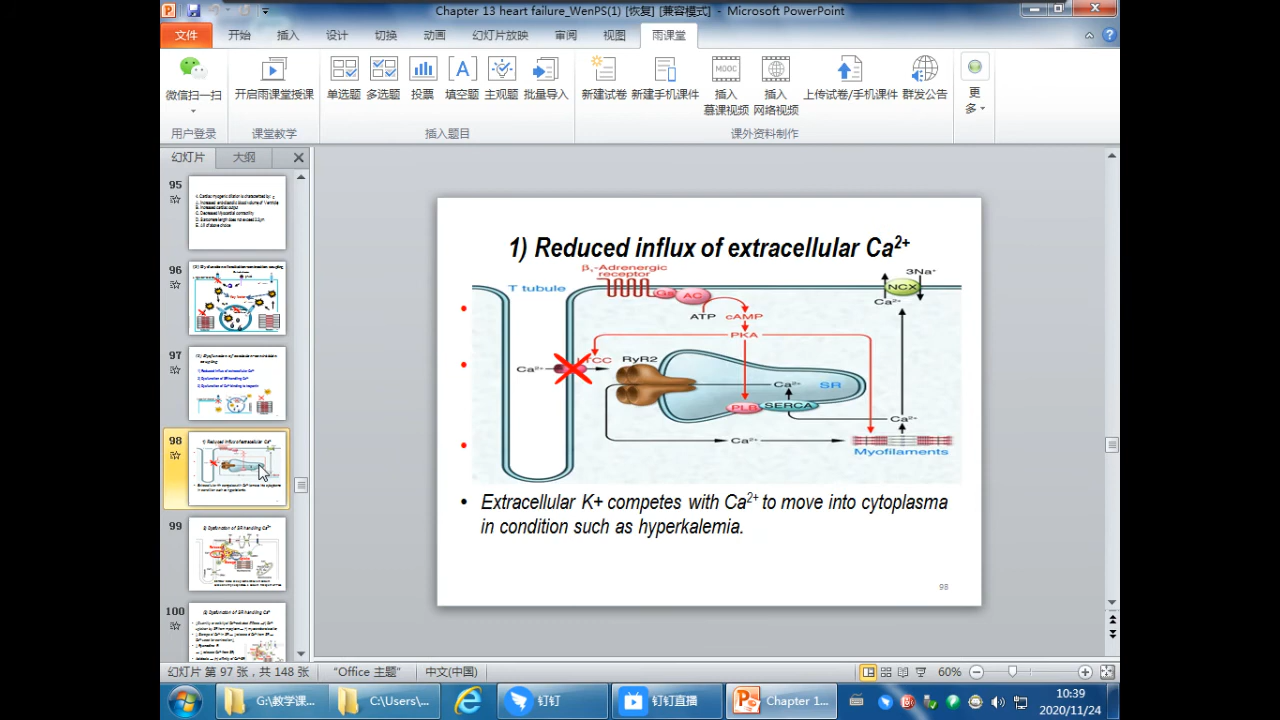 Chapter 13 heart failure_WenPS(1) [恢复] [兼容模式] - Microsoft PowerPoint
文件 开始 插入 设计 切换 动画 幻灯片放映 审阅 视图 雨课堂
微信扫一扫 开启雨课堂授课 单选题 多选题 投票 填空题 主观题 批量导入 新建试卷 新建手机课件 插入 慕课视频 插入 网络视频 上传试卷/手机课件 群发公告 更多
MOOC
用户登录 课堂教学 插入题目 课外资料制作
幻灯片 大纲
95
96
97
98
99
100
1) Reduced influx of extracellular Ca2+
β1-Adrenergic
receptor
Gs AC
T tubule
ATP cAMP
PKA
3Na+
NCX
Ca2+
Ca2+
RyR2
Ca2+
SR
PLB SERCA
Ca2+
Ca2+
Myofilaments
• Extracellular K+ competes with Ca2+ to move into cytoplasm
in condition such as hyperkalemia.
98
幻灯片 第 97 张，共 148 张 "Office 主题" 中文(中国) 60%
G:\教学课... C:\Users\... 钉钉 钉钉直播 Chapter 1...
10:39
2020/11/24